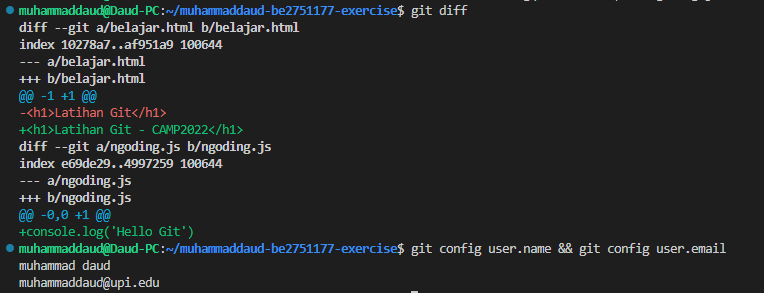 muhammaddaud@Daud-PC:~/muhammaddaud-be2751177-exercise$ git diff
diff --git a/belajar.html b/belajar.html
index 10278a7..af951a9 100644
--- a/belajar.html
+++ b/belajar.html
@@ -1 +1 @@
-<h1>Latihan Git</h1>
+<h1>Latihan Git - CAMP2022</h1>
diff --git a/ngoding.js b/ngoding.js
index e69de29..4997259 100644
--- a/ngoding.js
+++ b/ngoding.js
@@ -0,0 +1 @@
+console.log('Hello Git')
muhammaddaud@Daud-PC:~/muhammaddaud-be2751177-exercise$ git config user.name && git config user.email
muhammad daud
muhammaddaud@upi.edu